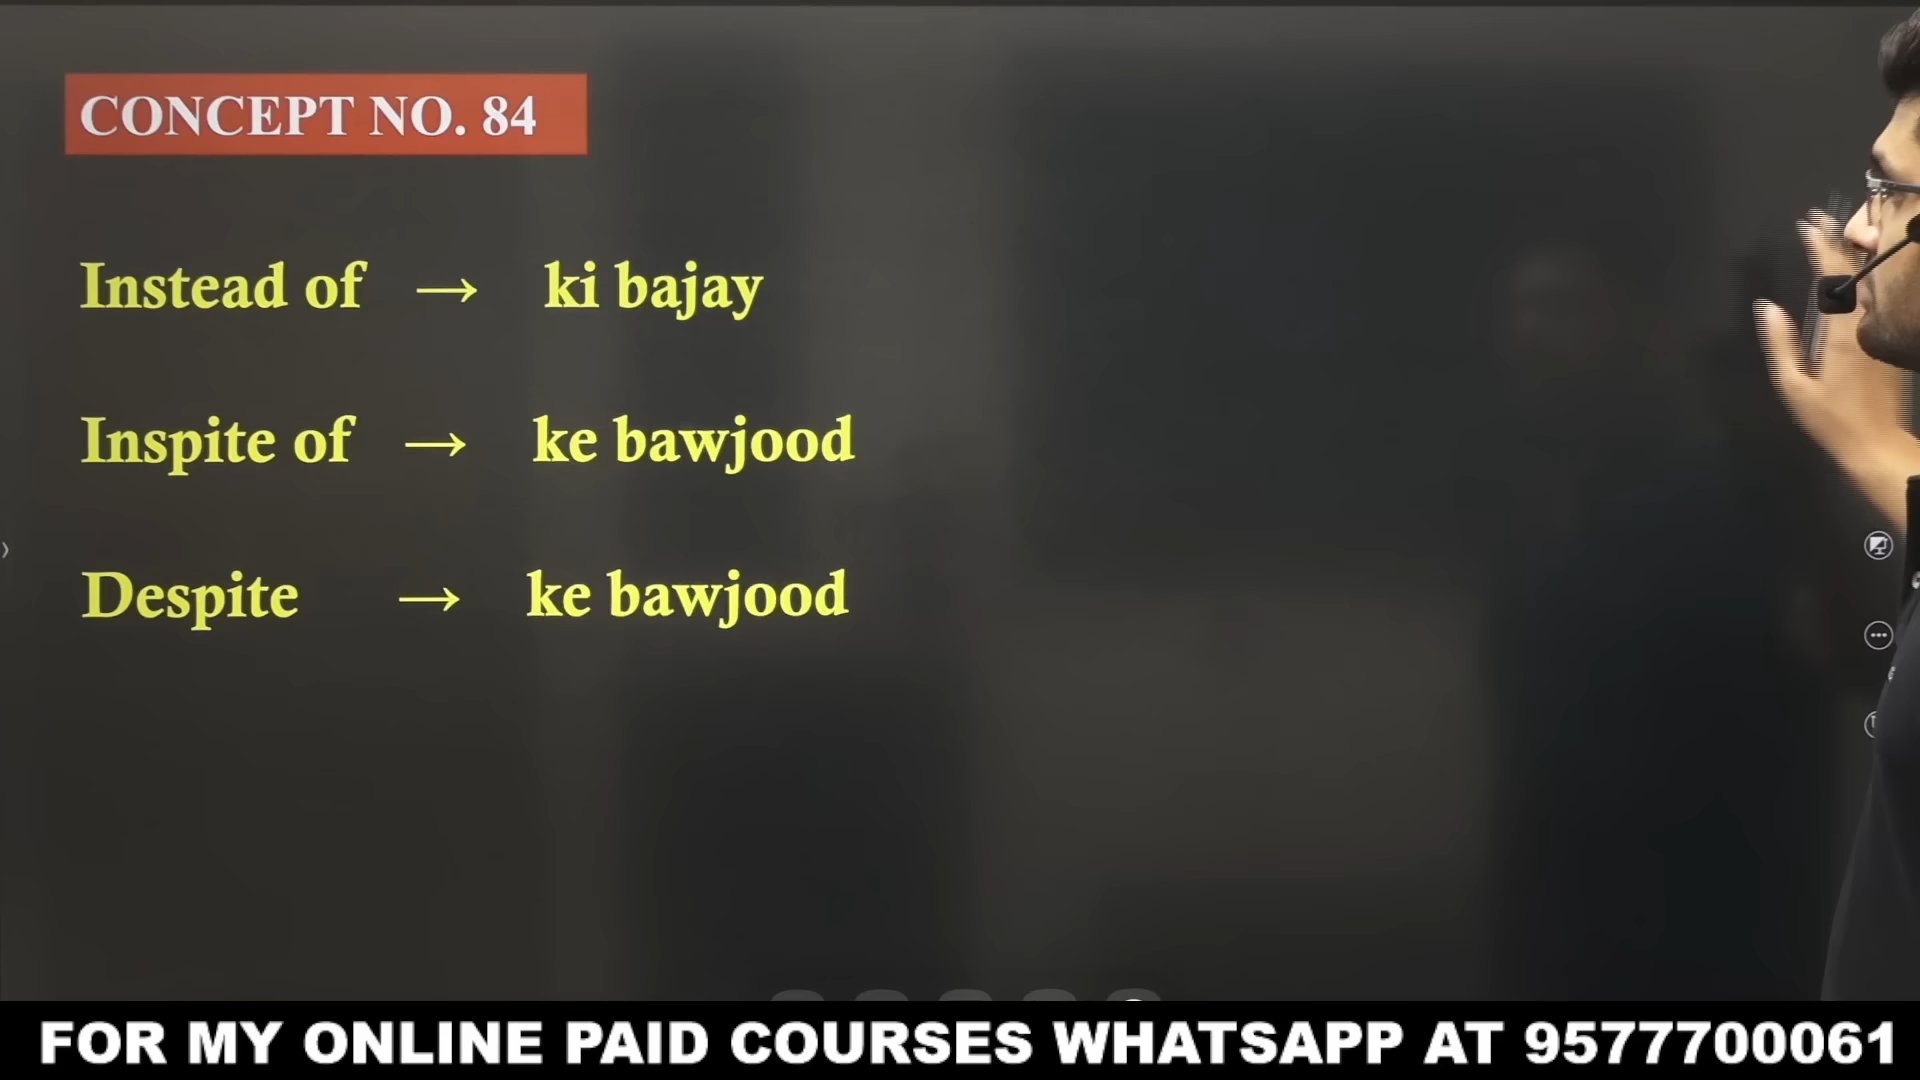 CONCEPT NO. 84
Instead of → ki bajay
Inspite of → ke bawjood
Despite → ke bawjood
FOR MY ONLINE PAID COURSES WHATSAPP AT 9577700061